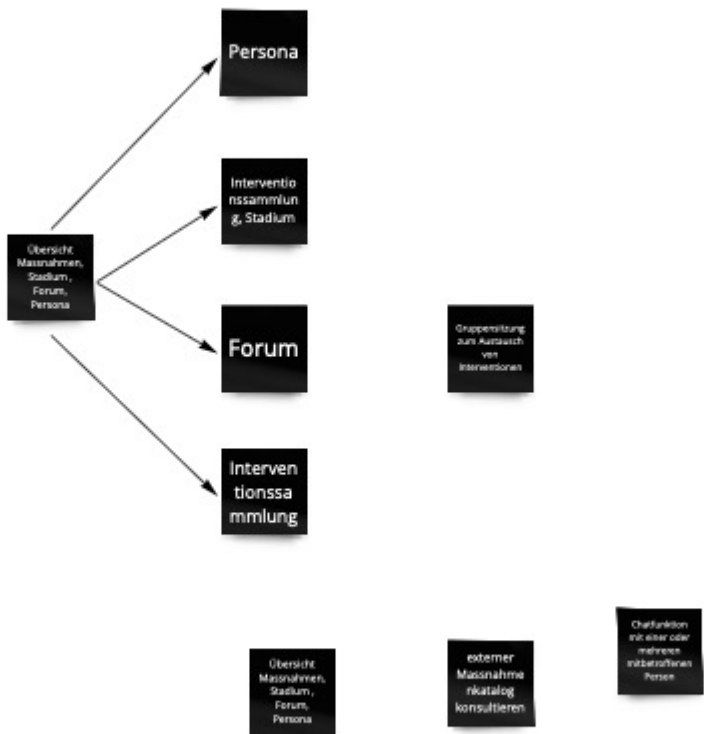 Persona
Interventio
nssammlun
g, Stadium
Übersicht
Massnahmen,
Stadium ,
Forum,
Persona
Forum
Gruppensitzung
zum Austausch
von
Interventionen
Interven
tionssa
mmlung
Chatfunktion
mit einer oder
mehreren
mitbetroffenen
Person
Übersicht
Massnahmen,
Stadium ,
Forum,
Persona
externer
Massnahme
nkatalog
konsultieren